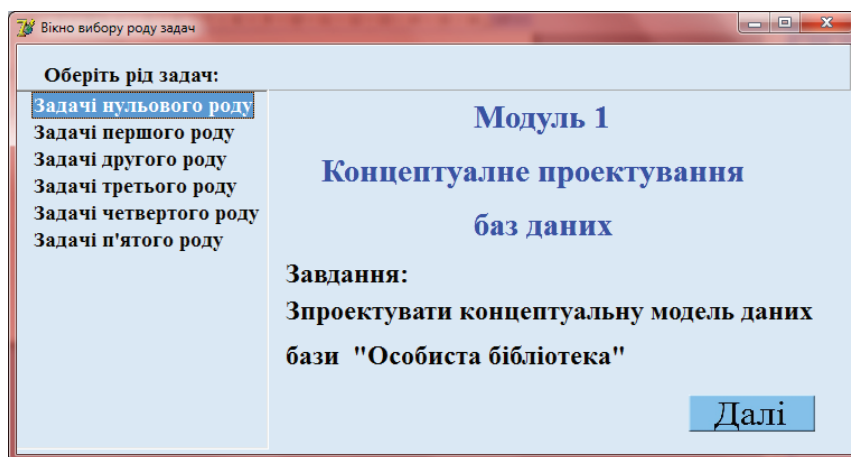 Вікно вибору роду задач
Оберіть рід задач:
Задачі нульового роду
Задачі першого роду
Задачі другого роду
Задачі третього роду
Задачі четвертого роду
Задачі п'ятого роду
Модуль 1
Концептуалне проектування
баз даних
Завдання:
Зпроектувати концептуальну модель даних
бази "Особиста бібліотека"
Далі